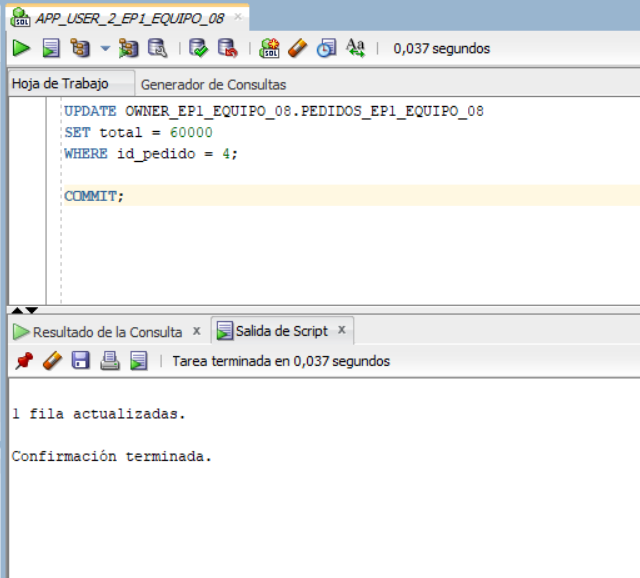 APP_USER_2_EP1_EQUIPO_08
0,037 segundos
Hoja de Trabajo Generador de Consultas
UPDATE OWNER_EP1_EQUIPO_08.PEDIDOS_EP1_EQUIPO_08
SET total = 60000
WHERE id_pedido = 4;
COMMIT;
Resultado de la Consulta x Salida de Script x
Tarea terminada en 0,037 segundos
1 fila actualizadas.
Confirmación terminada.